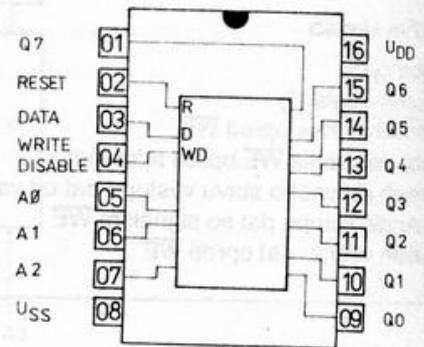 Q7 01
RESET 02
DATA 03
WRITE DISABLE 04
AØ 05
A1 06
A2 07
USS 08
R
D
WD
16 UDD
15 Q6
14 Q5
13 Q4
12 Q3
11 Q2
10 Q1
09 Q0